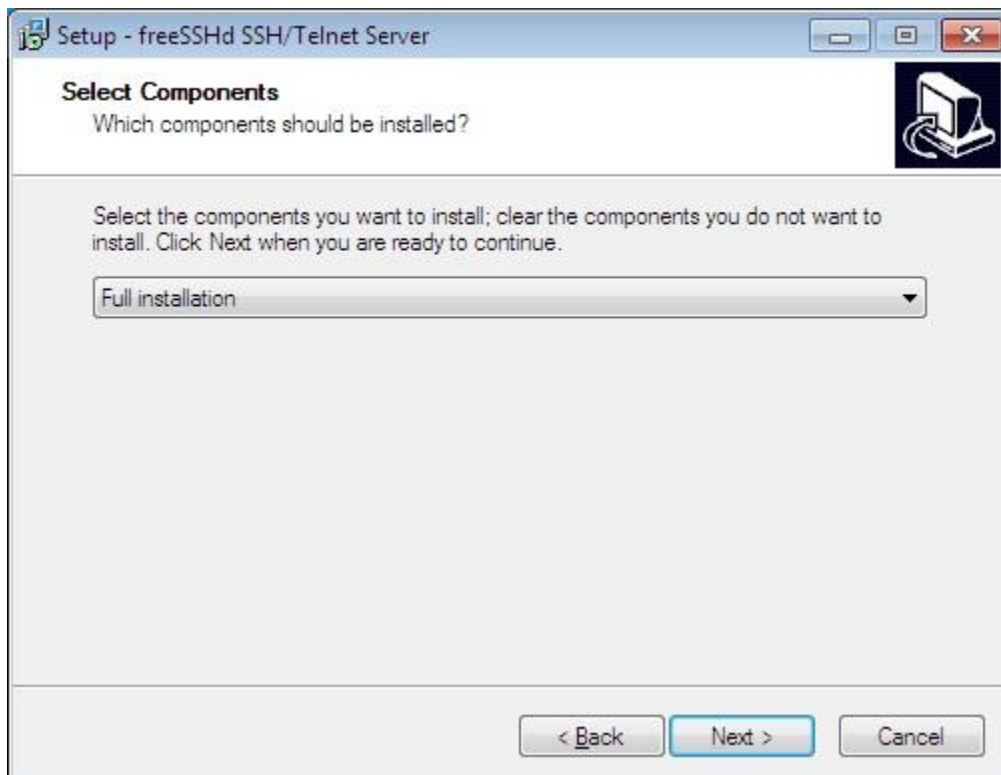 Setup - freeSSHd SSH/Telnet Server
Select Components
Which components should be installed?
Select the components you want to install; clear the components you do not want to
install. Click Next when you are ready to continue.
Full installation
< Back
Next >
Cancel